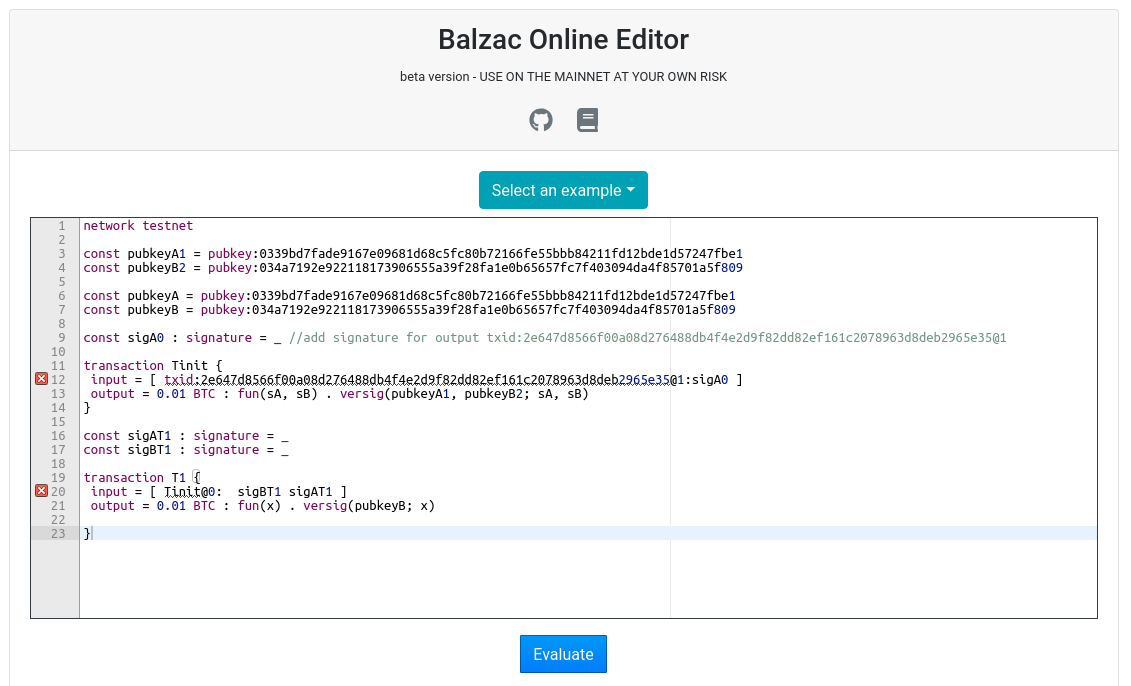 Balzac Online Editor
beta version - USE ON THE MAINNET AT YOUR OWN RISK
Select an example
1 network testnet
2
3 const pubkeyA1 = pubkey:0339bd7fade9167e09681d68c5fc80b72166fe55bbb84211fd12bde1d57247fbe1
4 const pubkeyB2 = pubkey:034a7192e922118173906555a39f28fa1e0b65657fc7f403094da4f85701a5f809
5
6 const pubkeyA = pubkey:0339bd7fade9167e09681d68c5fc80b72166fe55bbb84211fd12bde1d57247fbe1
7 const pubkeyB = pubkey:034a7192e922118173906555a39f28fa1e0b65657fc7f403094da4f85701a5f809
8
9 const sigA0 : signature = _ //add signature for output txid:2e647d8566f00a08d276488db4f4e2d9f82dd82ef161c2078963d8deb2965e35@1
10
11 transaction Tinit {
12 input = [ txid:2e647d8566f00a08d276488db4f4e2d9f82dd82ef161c2078963d8deb2965e35@1:sigA0 ]
13 output = 0.01 BTC : fun(sA, sB) . versig(pubkeyA1, pubkeyB2; sA, sB)
14 }
15
16 const sigAT1 : signature = _
17 const sigBT1 : signature = _
18
19 transaction T1 {
20 input = [ Tinit@0:  sigBT1 sigAT1 ]
21 output = 0.01 BTC : fun(x) . versig(pubkeyB; x)
22
23 }
Evaluate